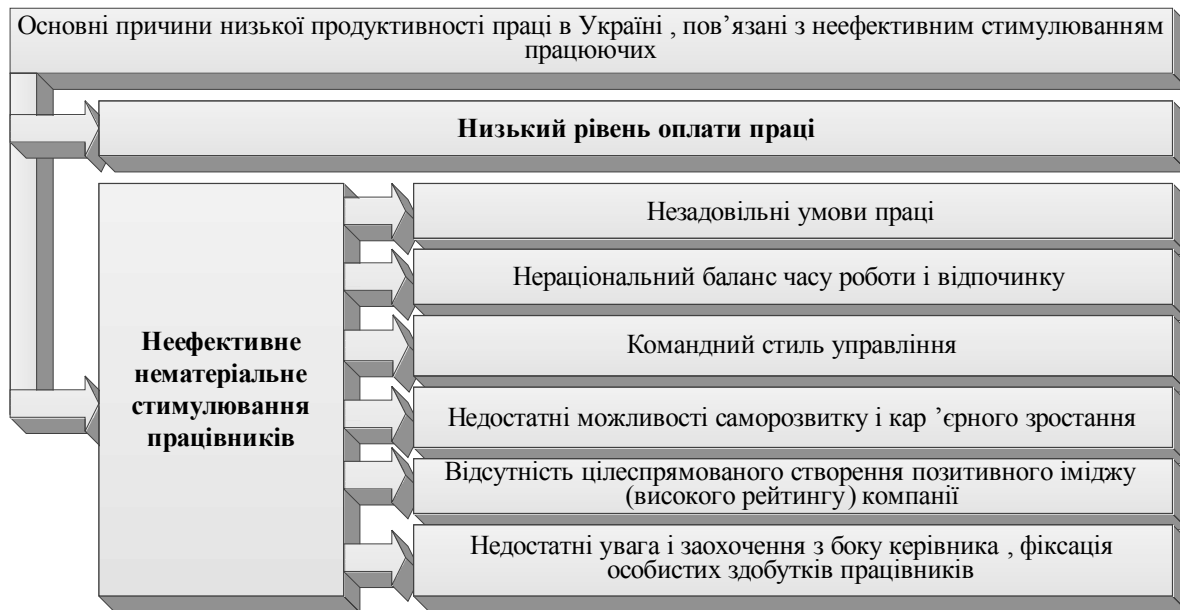 Основні причини низької продуктивності праці в Україні , пов’язані з неефективним стимулюванням
працюючих
Низький рівень оплати праці
Неефективне
нематеріальне
стимулювання
працівників
Незадовільні умови праці
Нераціональний баланс часу роботи і відпочинку
Командний стиль управління
Недостатні можливості саморозвитку і кар ’єрного зростання
Відсутність цілеспрямованого створення позитивного іміджу
(високого рейтингу) компанії
Недостатні увага і заохочення з боку керівника , фіксація
особистих здобутків працівників